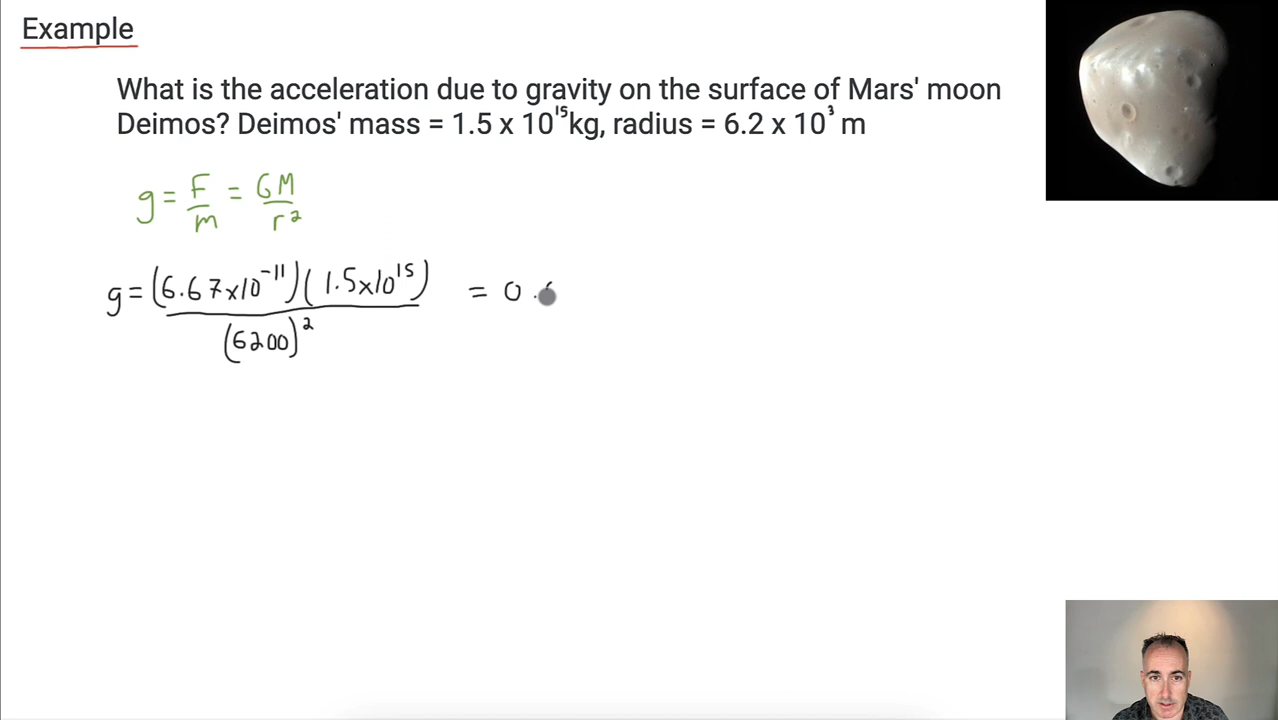 Example
What is the acceleration due to gravity on the surface of Mars' moon
Deimos? Deimos' mass = 1.5 x 10¹⁵kg, radius = 6.2 x 10³ m
g = F/m = GM/r²
g = (6.67x10⁻¹¹)(1.5x10¹⁵)/(6200)² = 0.